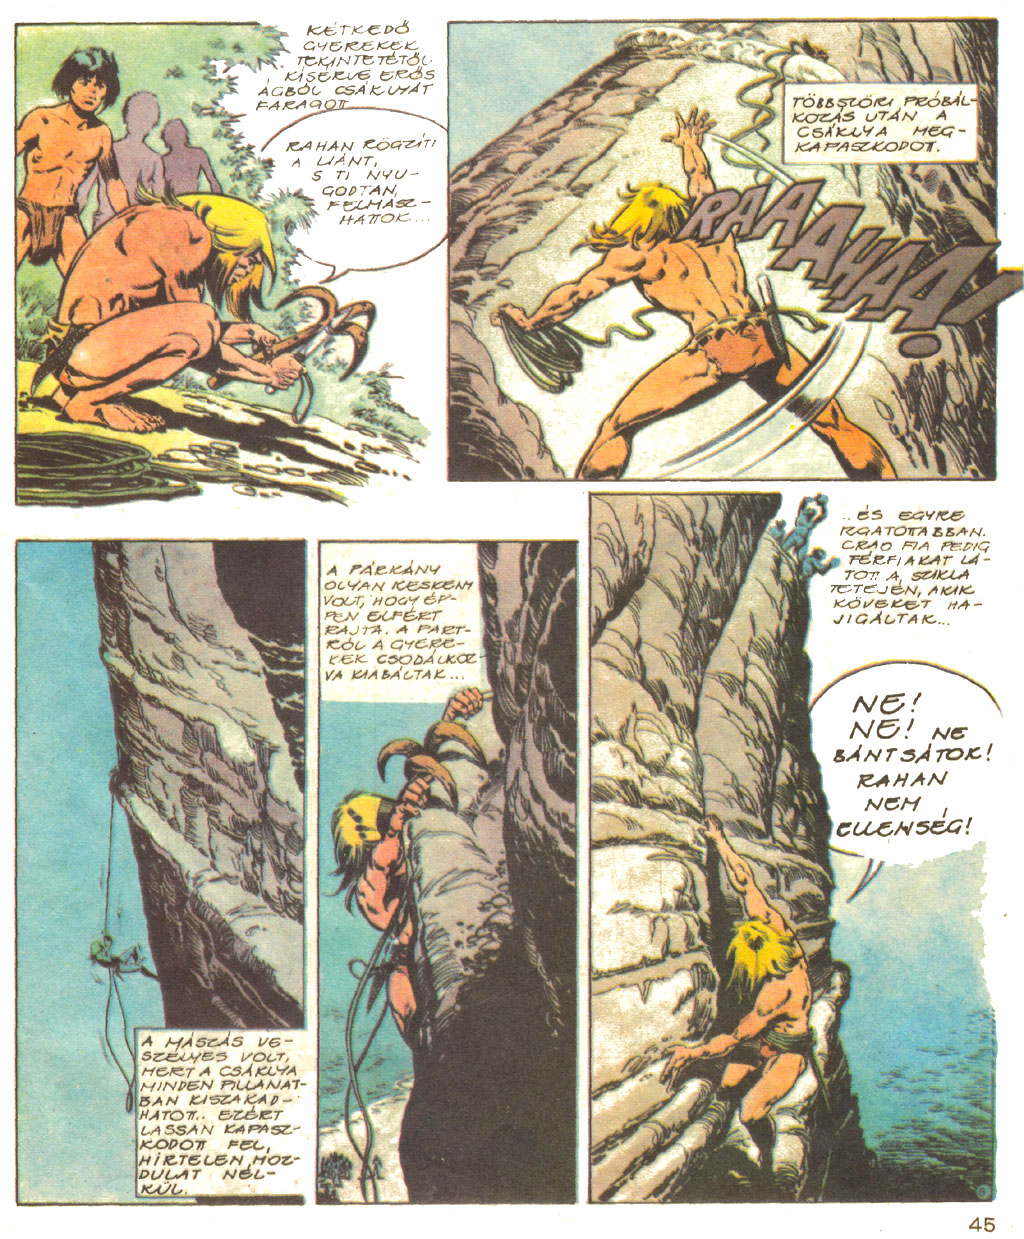 KÉTKEDŐ
GYEREKEK
TEKINTETÉTŐL
KISÉRVE ERŐS
ÁGBÓL CSÁKLYÁT
FARAGOTT.
RAHAN RÖGZÍTI
A LIÁNT,
S TI NYU-
GODTAN,
FELMÁSZ-
HATTOK...
TÖBBSZÖRI PRÓBÁL-
KOZÁS UTÁN A
CSÁKLYA MEG-
KAPASZKODOTT.
RAAAAHAA!
A MÁSZÁS VE-
SZÉLYES VOLT,
MERT A CSÁKLYA
MINDEN PILLANAT-
BAN KISZAKAD-
HATOTT. EZÉRT
LASSAN KAPASZ-
KODOTT FEL,
HIRTELEN MOZ-
DULAT NÉL-
KÜL.
A PÁRKÁNY
OLYAN KESKENY
VOLT, HOGY ÉP-
PEN ELFÉRT
RAJTA. A PART-
RÓL A GYERE-
KEK CSODÁLKOZ-
VA KIABÁLTAK...
..ÉS EGYRE
IZGATOTTABBAN.
CRAO FIA PEDIG
FÉRFIAKAT LÁ-
TOTT A SZIKLA
TETEJÉN, AKIK
KÖVEKET HA-
JIGÁLTAK...
NE!
NE! NE
BÁNTSÁTOK!
RAHAN
NEM
ELLENSÉG!
45